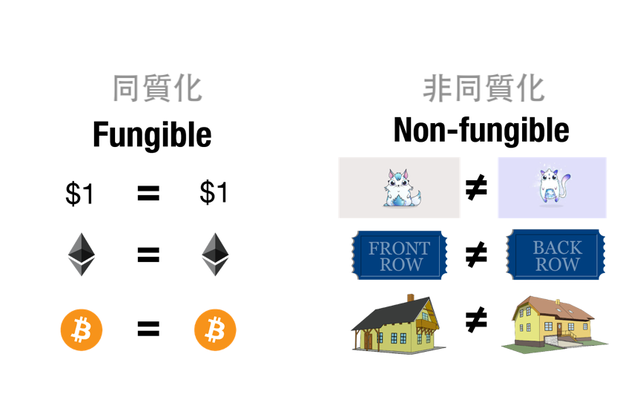 同質化
Fungible
$1 = $1
=
=
非同質化
Non-fungible
≠
FRONT ROW ≠ BACK ROW
≠